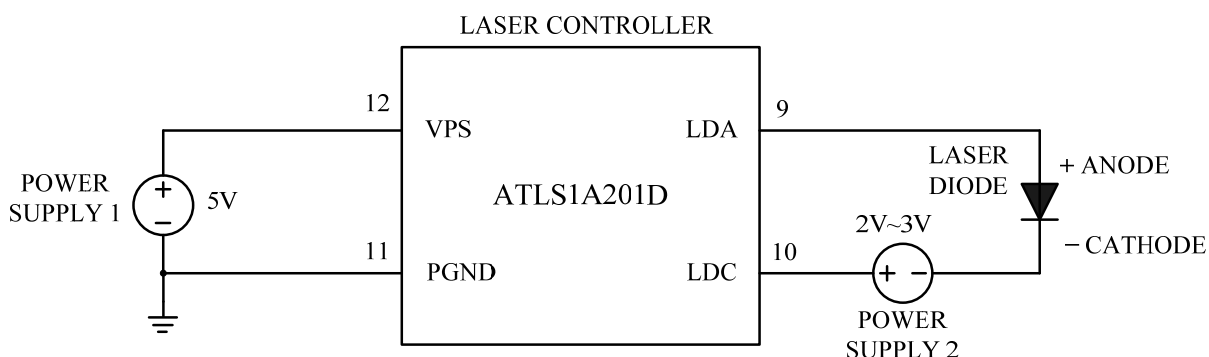 LASER CONTROLLER
12
VPS
LDA
9
POWER
SUPPLY 1
+
−
5V
ATLS1A201D
LASER
DIODE
+ ANODE
− CATHODE
11
PGND
LDC
10
2V~3V
+ -
POWER
SUPPLY 2